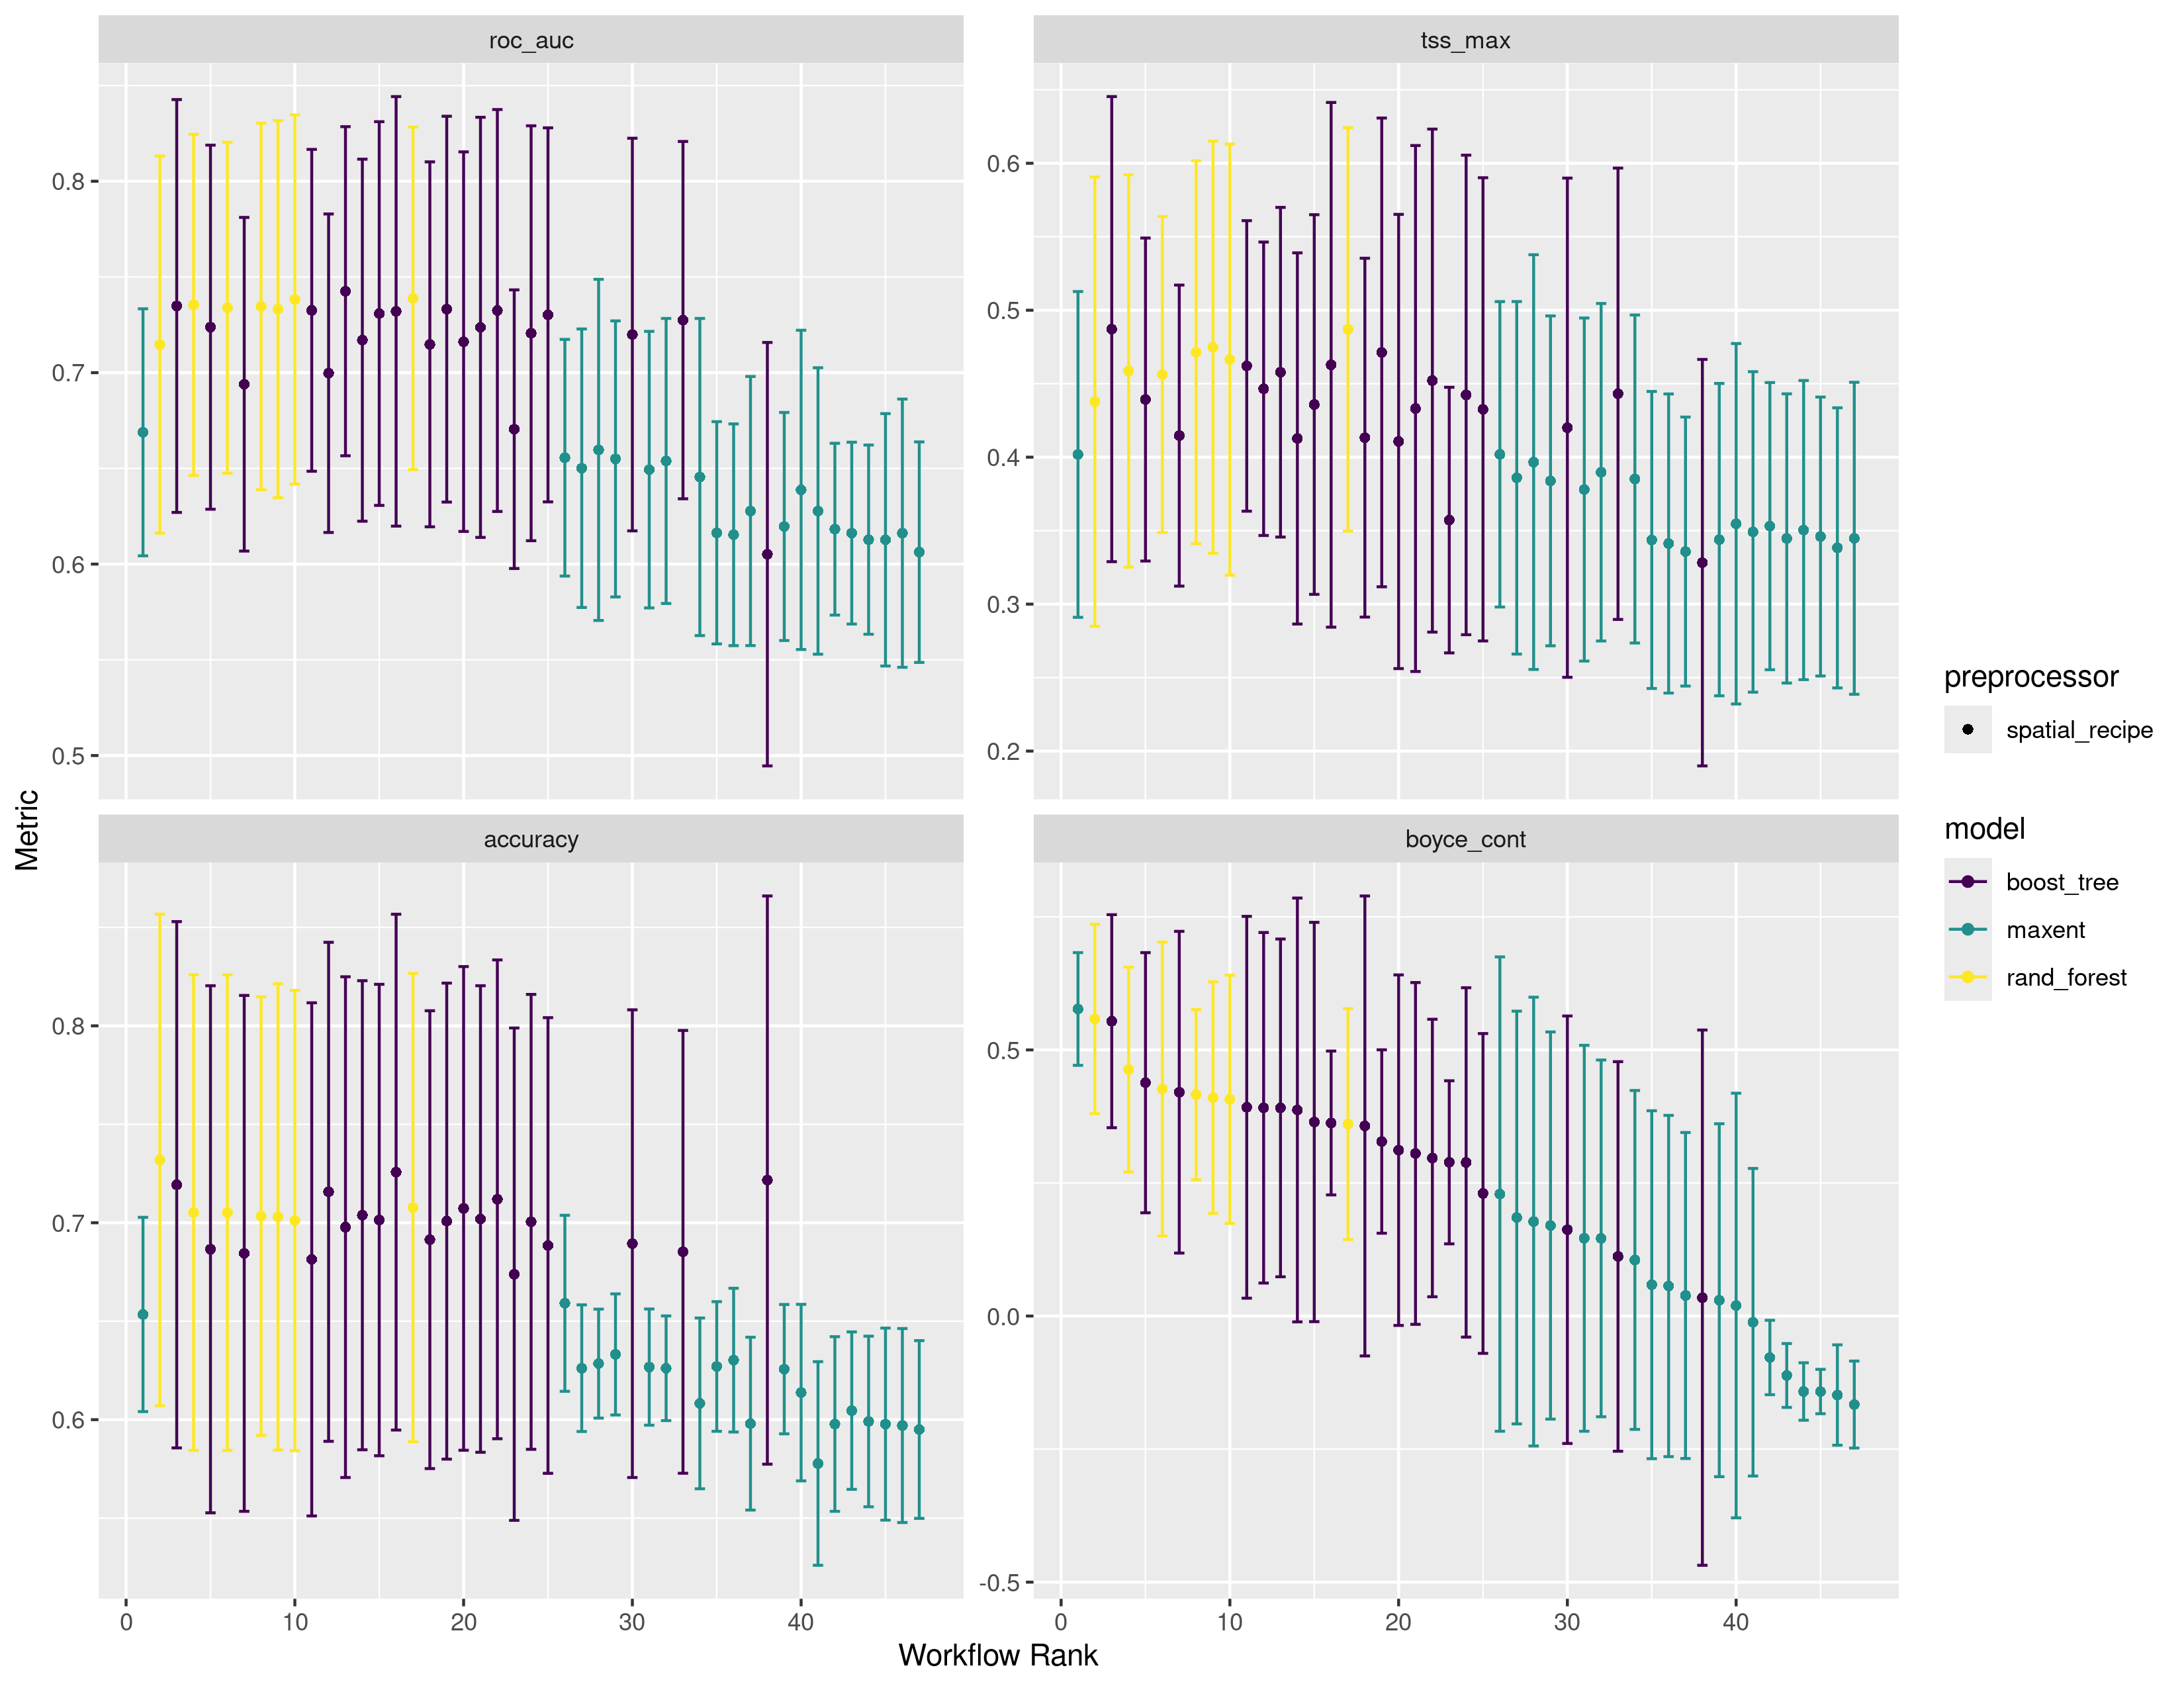 roc_auc
tss_max
0.8
0.7
0.6
0.5
0.6
0.5
0.4
0.3
0.2
accuracy
boyce_cont
0.8
0.7
0.6
0.5
0.0
-0.5
0 10 20 30 40
0 10 20 30 40
Metric
Workflow Rank
preprocessor
spatial_recipe
model
boost_tree
maxent
rand_forest